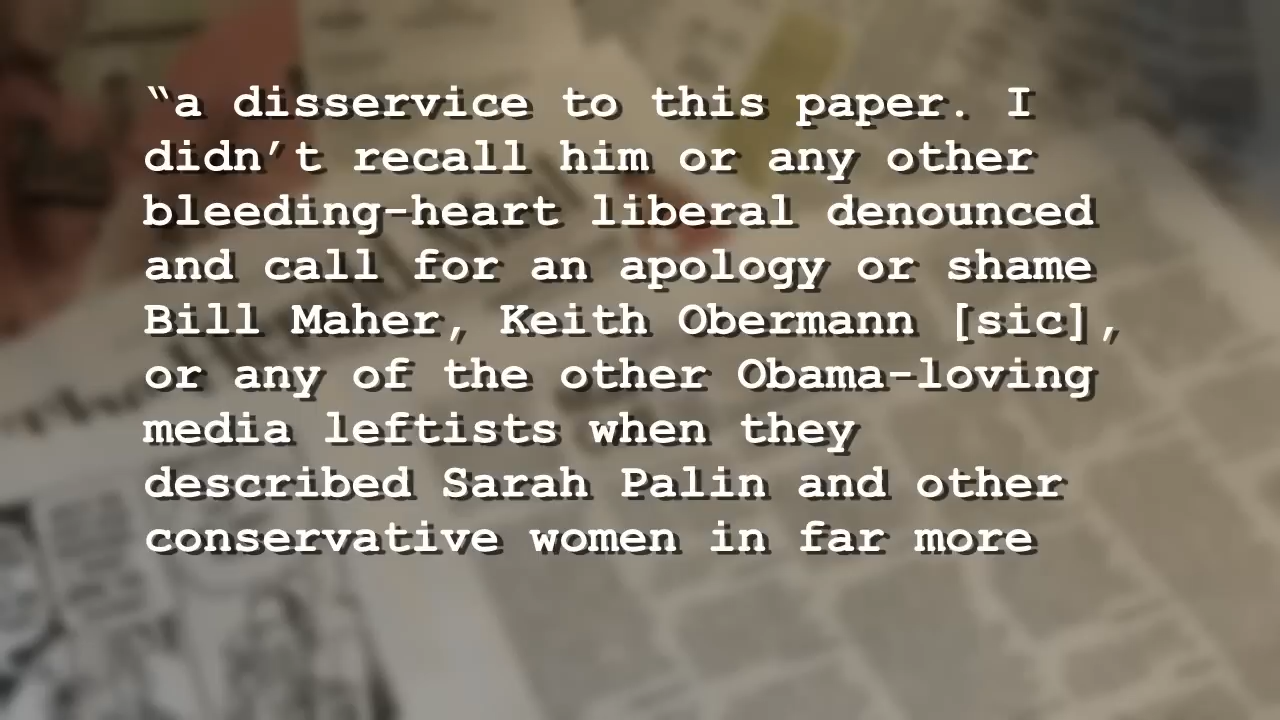 “a disservice to this paper. I
didn’t recall him or any other
bleeding-heart liberal denounced
and call for an apology or shame
Bill Maher, Keith Obermann [sic],
or any of the other Obama-loving
media leftists when they
described Sarah Palin and other
conservative women in far more